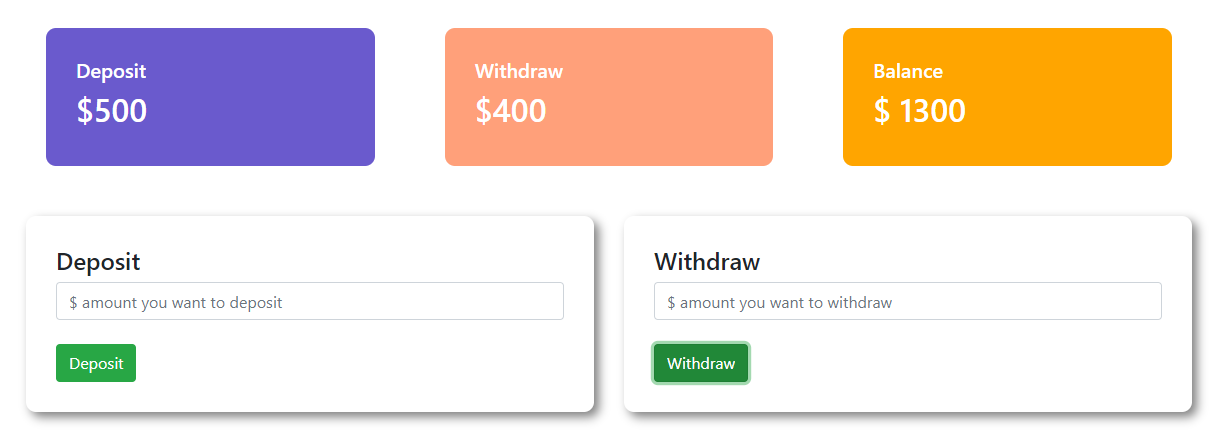 Deposit
$500
Withdraw
$400
Balance
$ 1300
Deposit
$ amount you want to deposit
Deposit
Withdraw
$ amount you want to withdraw
Withdraw